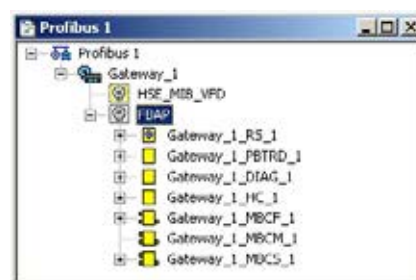 Profibus 1
Profibus 1
Gateway_1
HSE_MIB_VFD
FBAP
Gateway_1_RS_1
Gateway_1_PBTRD_1
Gateway_1_DIAG_1
Gateway_1_HC_1
Gateway_1_MBCF_1
Gateway_1_MBCM_1
Gateway_1_MBCS_1